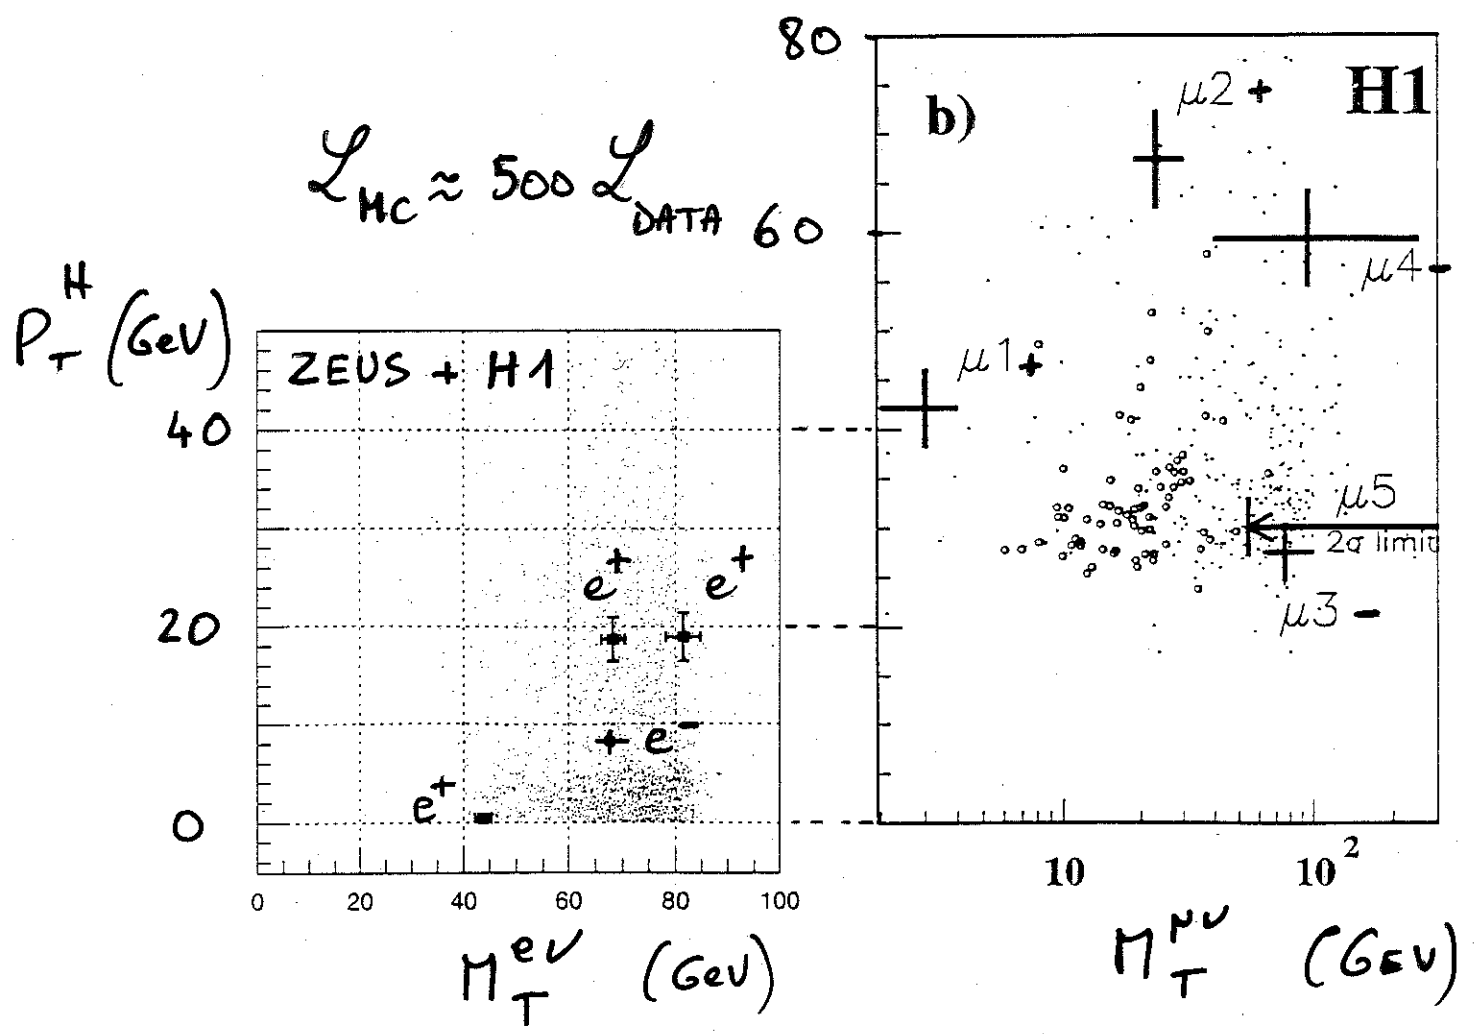 80
b)
μ2 +
H1
ℒ_MC ≈ 500 ℒ_DATA
60
μ4 -
P_T^H (GeV)
ZEUS + H1
μ1 +
40
μ5
2σ limit
e+
e+
20
μ3 -
e-
e+
0
10
10^2
0
20
40
60
80
100
M_T^eν (GeV)
M_T^μν (GEV)